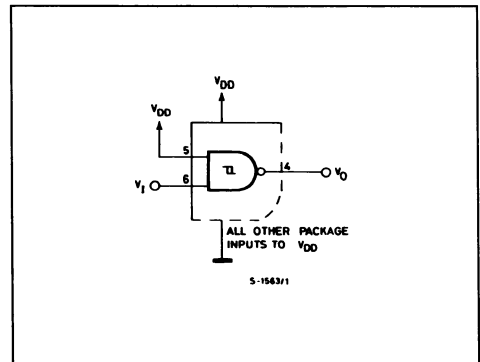 VDD
VDD
5
4
VO
6
VI
ALL OTHER PACKAGE
INPUTS TO VDD
S-1563/1